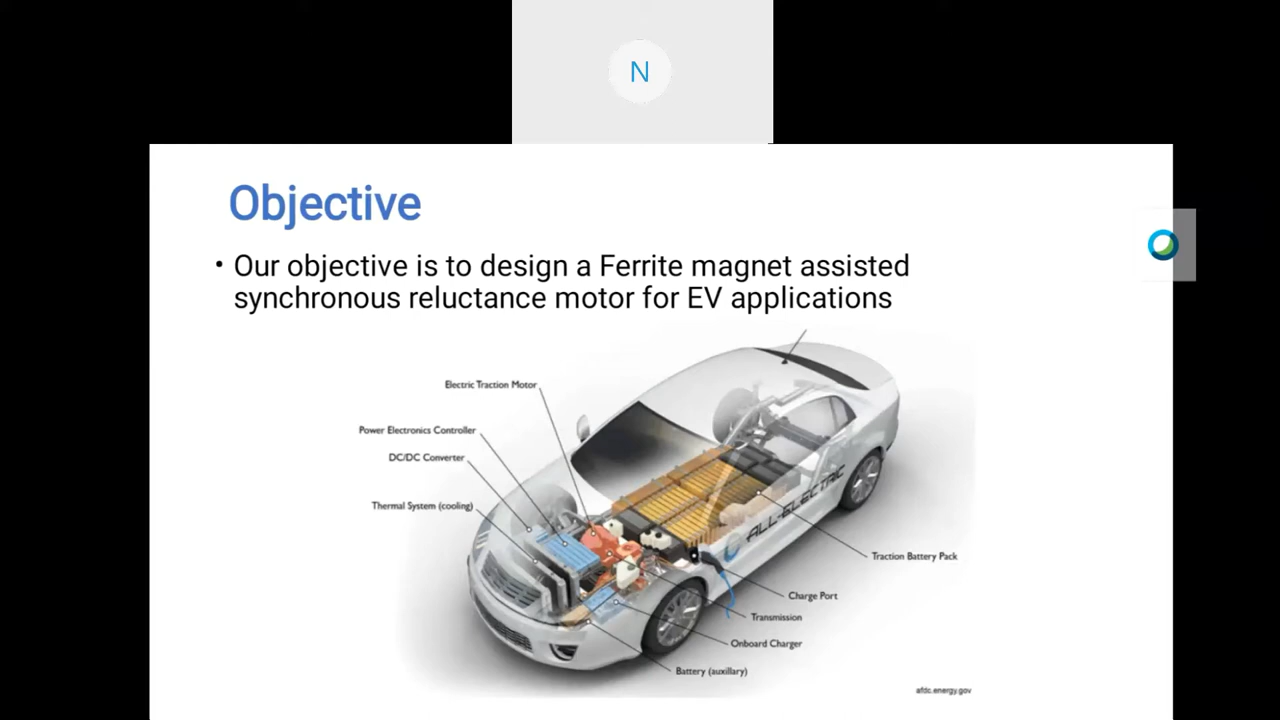 N
Objective
• Our objective is to design a Ferrite magnet assisted
synchronous reluctance motor for EV applications
Electric Traction Motor
Power Electronics Controller
DC/DC Converter
Thermal System (cooling)
ALL-ELECTRIC
Traction Battery Pack
Charge Port
Transmission
Onboard Charger
Battery (auxillary)
afdc.energy.gov